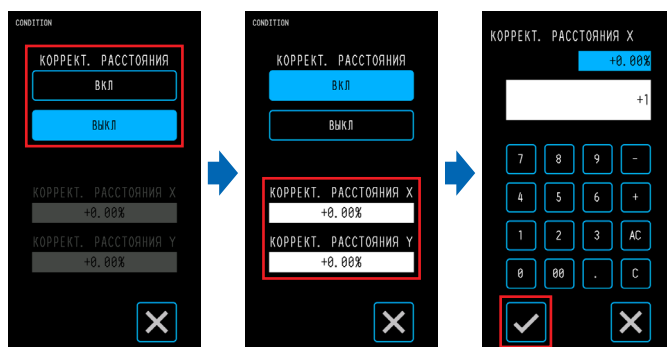 CONDITION
КОРРЕКТ. РАССТОЯНИЯ
ВКЛ
ВЫКЛ
КОРРЕКТ. РАССТОЯНИЯ X
+0.00%
КОРРЕКТ. РАССТОЯНИЯ Y
+0.00%
CONDITION
КОРРЕКТ. РАССТОЯНИЯ
ВКЛ
ВЫКЛ
КОРРЕКТ. РАССТОЯНИЯ X
+0.00%
КОРРЕКТ. РАССТОЯНИЯ Y
+0.00%
КОРРЕКТ. РАССТОЯНИЯ X
+0.00%
+1
7 8 9 -
4 5 6 +
1 2 3 AC
0 00 . C